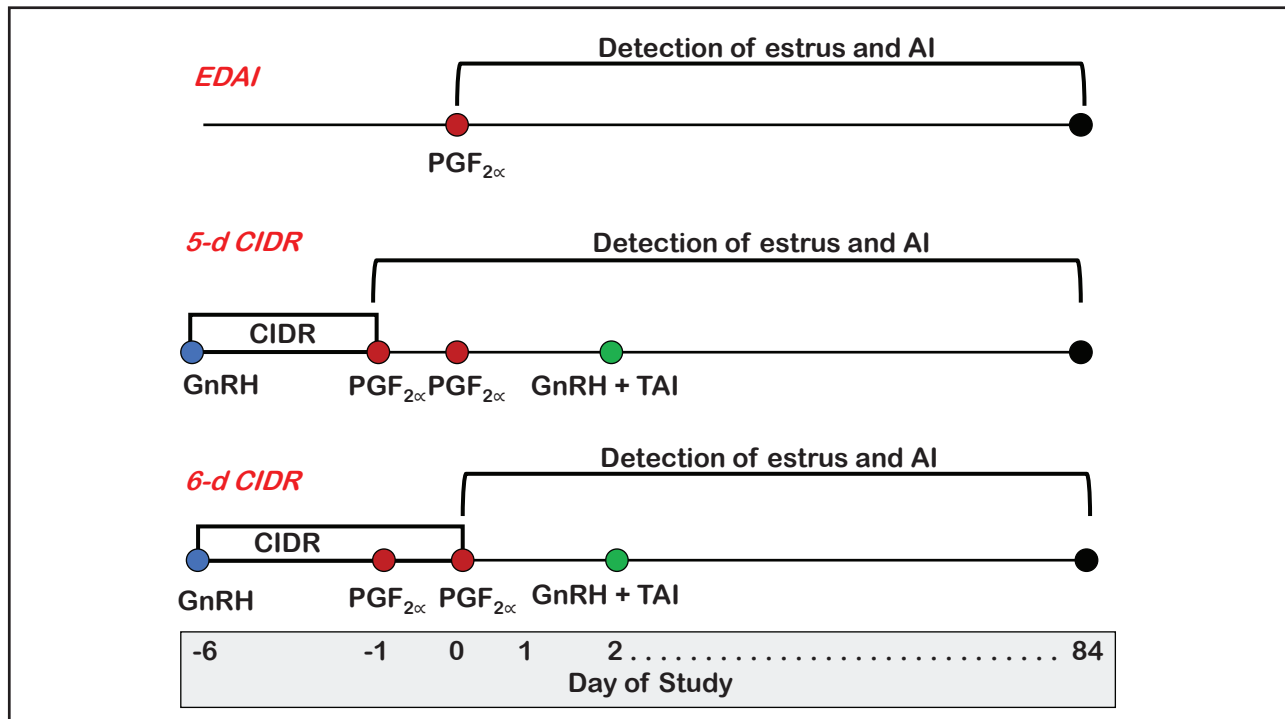 Detection of estrus and AI
EDAI
PGF2∝
5-d CIDR
Detection of estrus and AI
CIDR
GnRH
PGF2∝ PGF2∝ GnRH + TAI
Detection of estrus and AI
6-d CIDR
CIDR
GnRH PGF2∝ PGF2∝ GnRH + TAI
-6 -1 0 1 2 . . . . . . . . . . . . . . . . . . . . . . . . . . . . 84
Day of Study